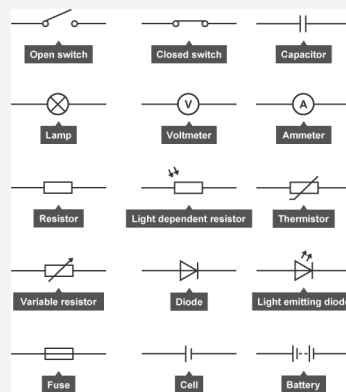 Open switch
Closed switch
Capacitor
V
A
Lamp
Voltmeter
Ammeter
Resistor
Light dependent resistor
Thermistor
Variable resistor
Diode
Light emitting diode
Fuse
Cell
Battery